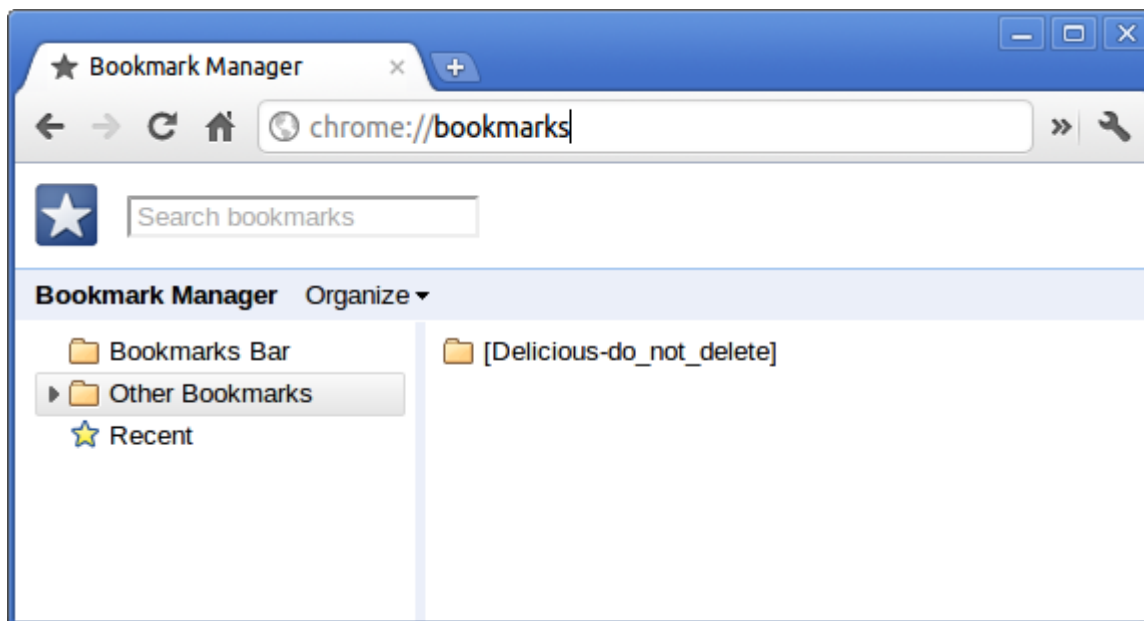 Bookmark Manager
chrome://bookmarks
Search bookmarks
Bookmark Manager Organize
Bookmarks Bar
Other Bookmarks
Recent
[Delicious-do_not_delete]